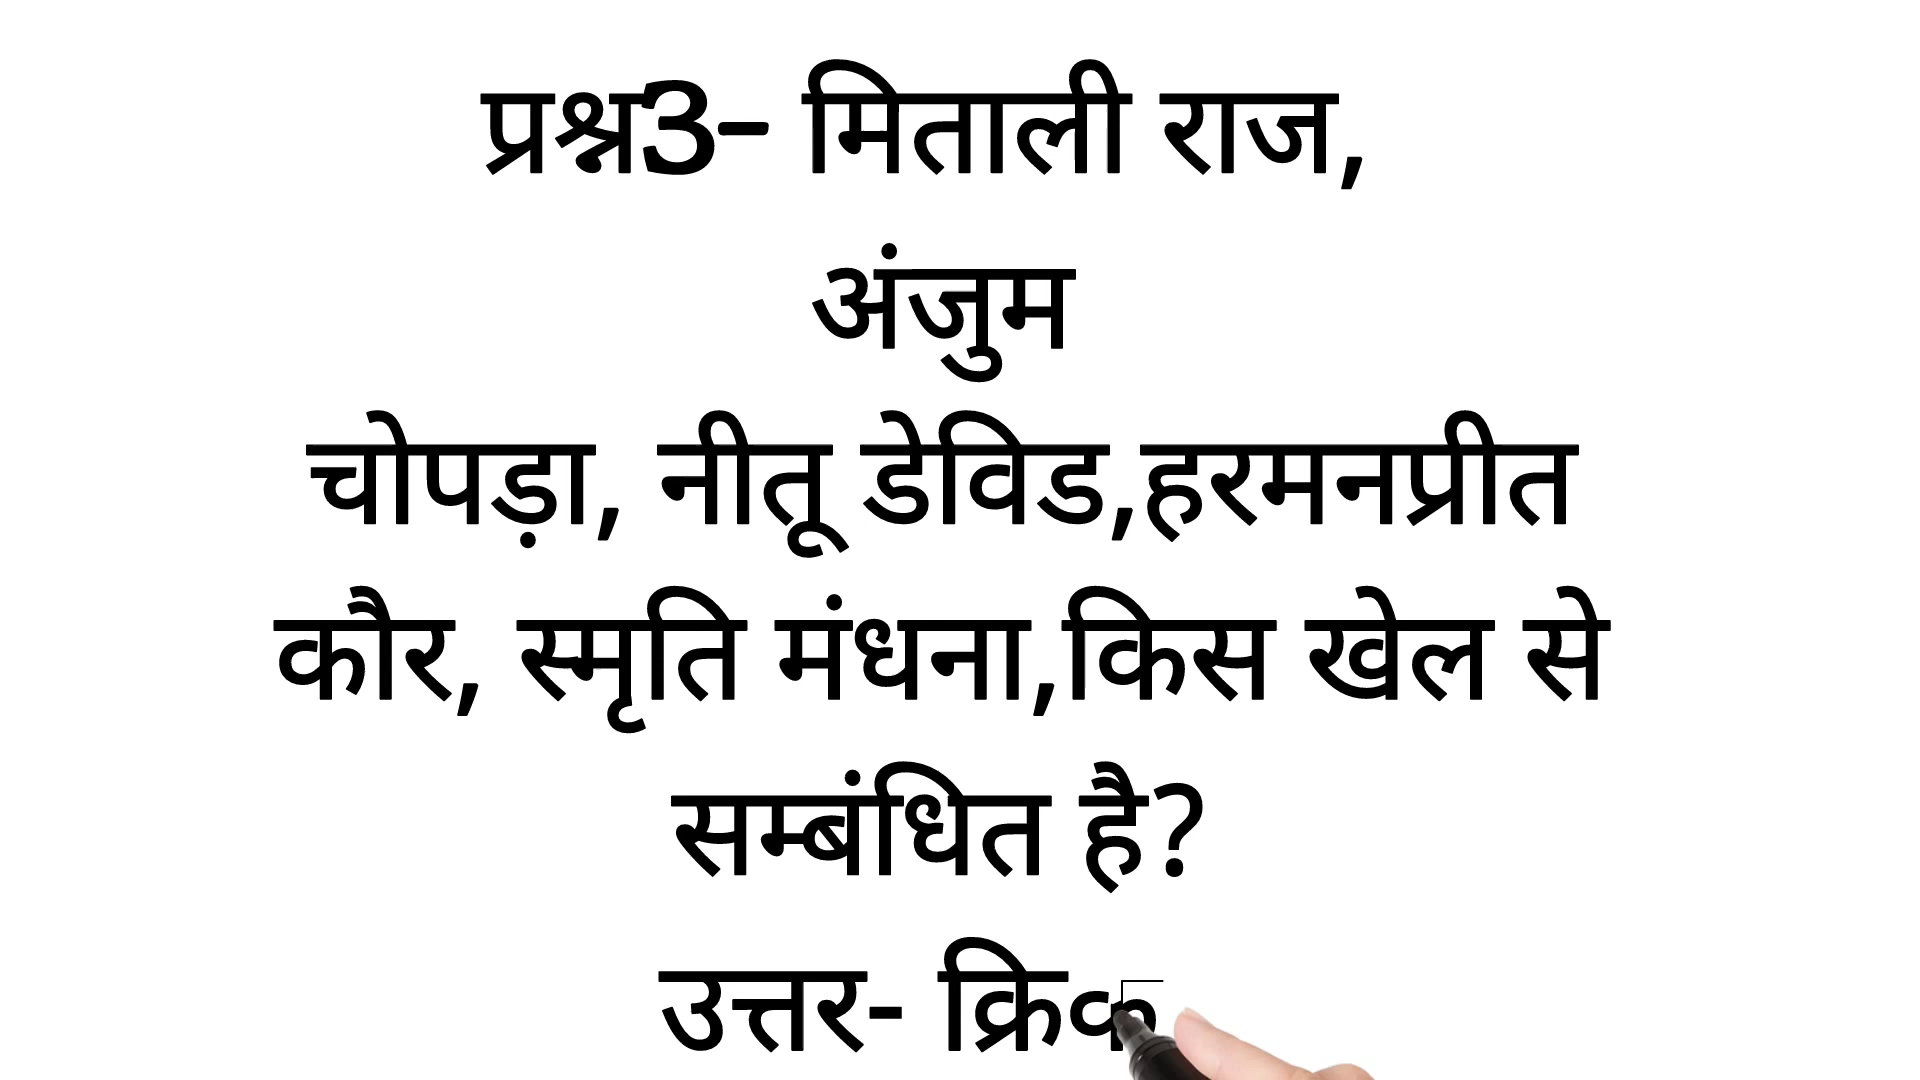 प्रश्न3- मिताली राज,
अंजुम
चोपड़ा, नीतू डेविड,हरमनप्रीत
कौर, स्मृति मंधना,किस खेल से
सम्बंधित है?
उत्तर- क्रिक